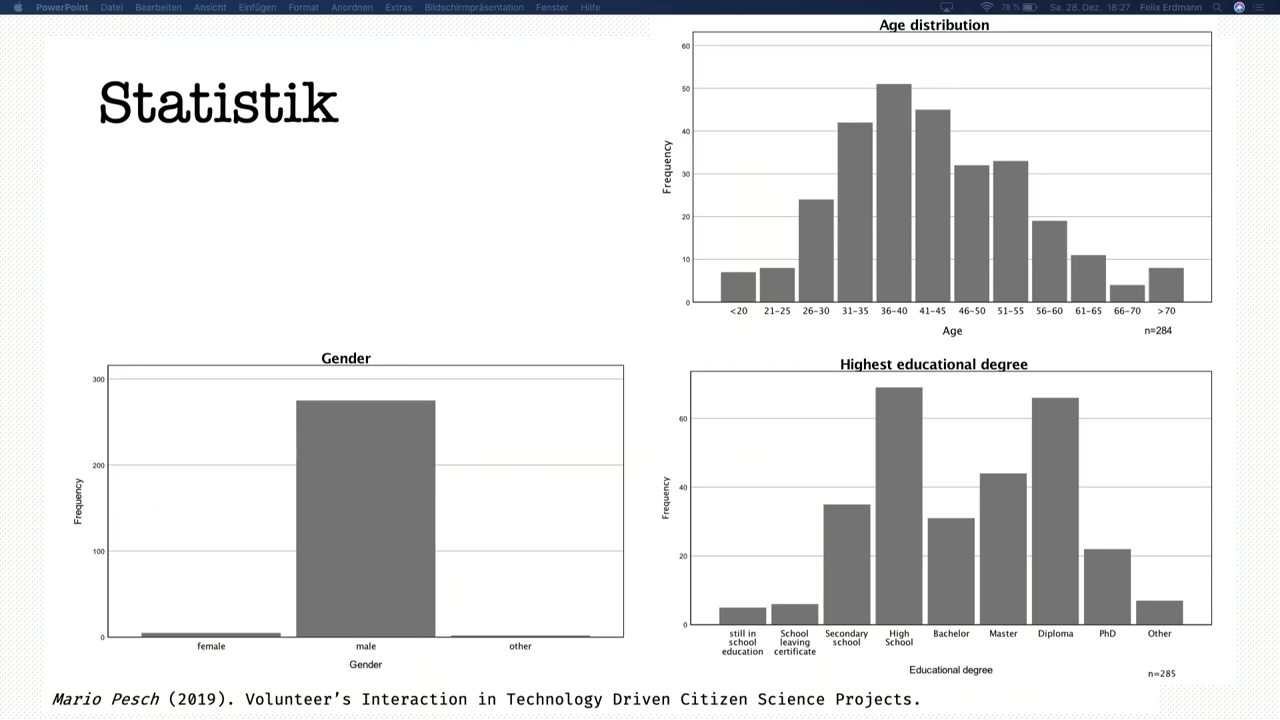 PowerPoint Datei Bearbeiten Ansicht Einfügen Format Anordnen Extras Bildschirmpräsentation Fenster Hilfe 78 % Sa. 28. Dez. 18:27 Felix Erdmann
Statistik
Age distribution
Frequency
60
50
40
30
20
10
0
<20 21-25 26-30 31-35 36-40 41-45 46-50 51-55 56-60 61-65 66-70 >70
Age
n=284
Gender
Frequency
300
200
100
0
female male other
Gender
Highest educational degree
Frequency
60
40
20
0
still in school education
School leaving certificate
Secondary school
High School
Bachelor
Master
Diploma
PhD
Other
Educational degree
n=285
Mario Pesch (2019). Volunteer's Interaction in Technology Driven Citizen Science Projects.